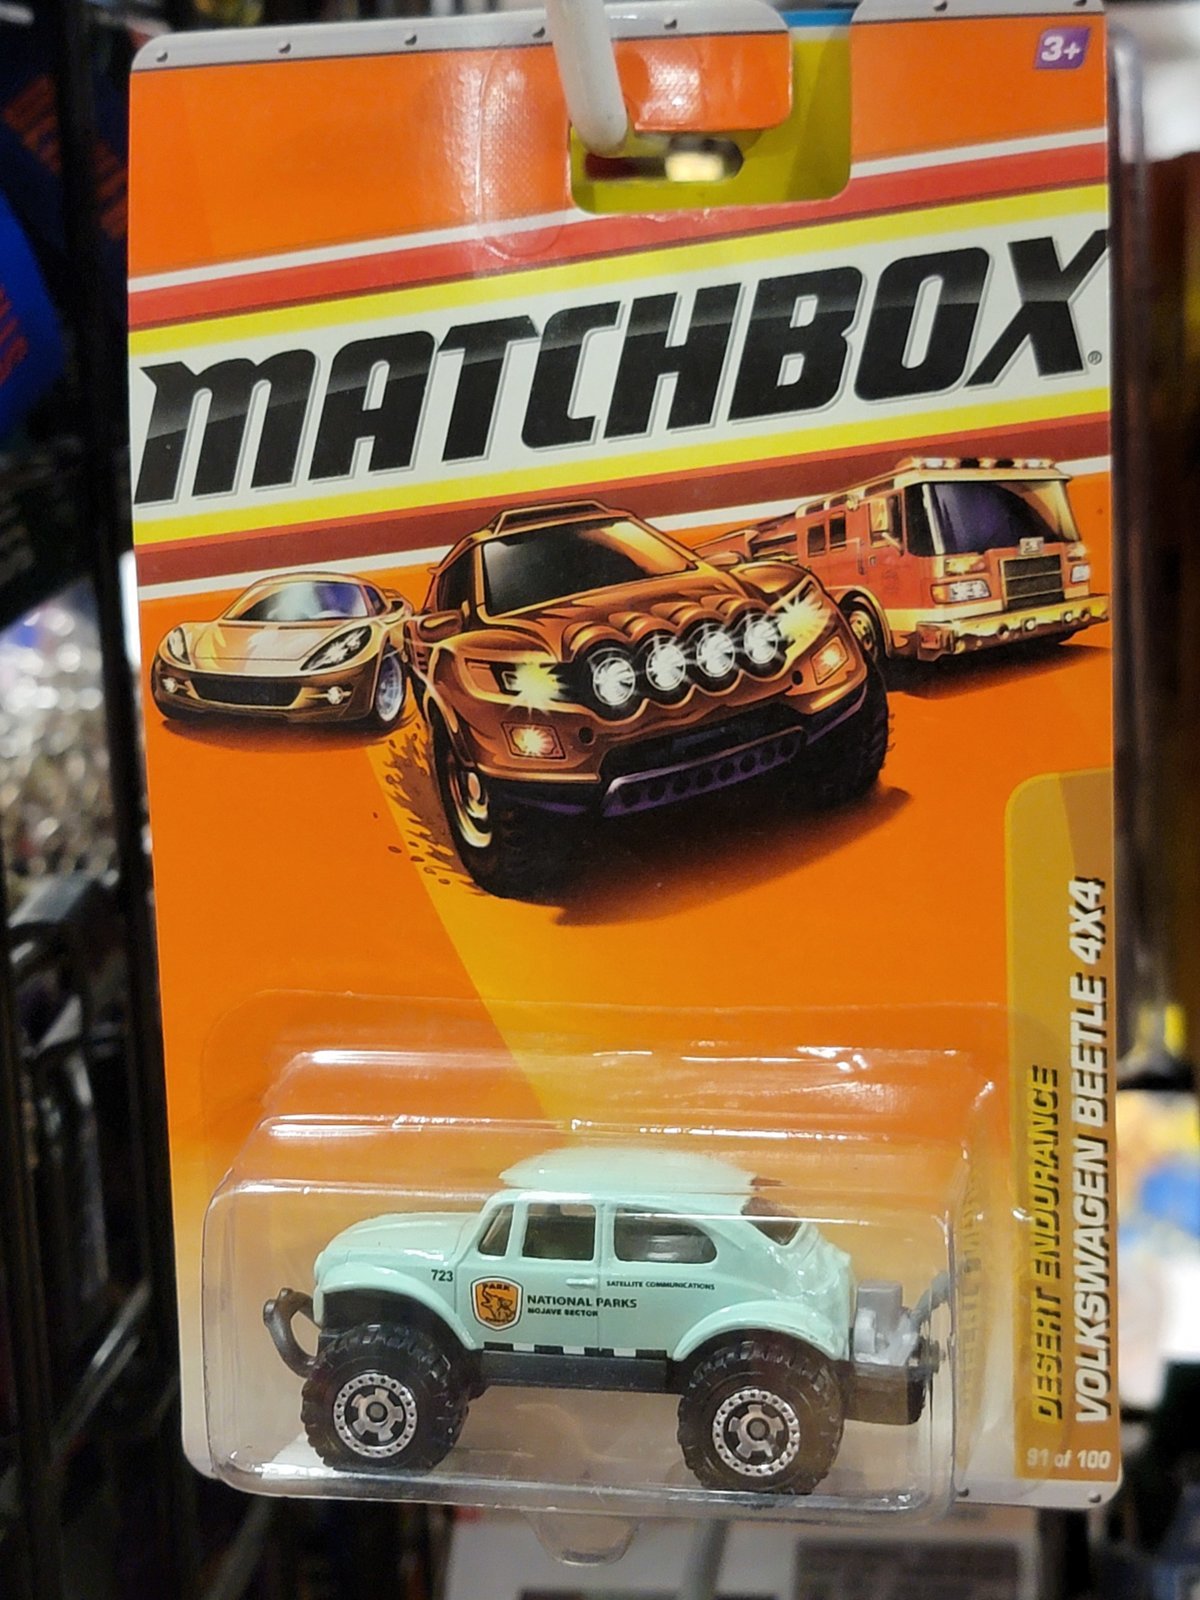 3+
MATCHBOX®
DESERT ENDURANCE
VOLKSWAGEN BEETLE 4X4
91 of 100
723
PARK
NATIONAL PARKS
MOJAVE SECTOR
SATELLITE COMMUNICATIONS